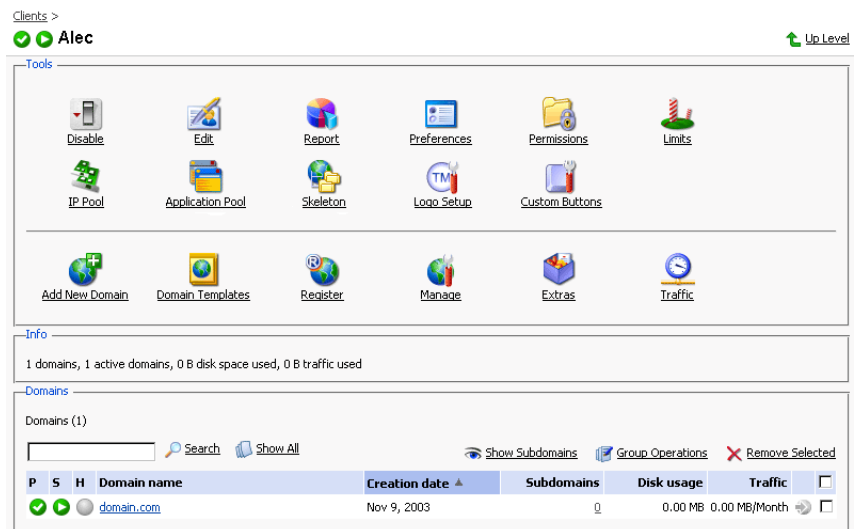 Clients >
Alec
Up Level
Tools
Disable Edit Report Preferences Permissions Limits
TM
IP Pool Application Pool Skeleton Logo Setup Custom Buttons
®
Add New Domain Domain Templates Register Manage Extras Traffic
Info
1 domains, 1 active domains, 0 B disk space used, 0 B traffic used
Domains
Domains (1)
Search Show All Show Subdomains Group Operations Remove Selected
P S H Domain name Creation date Subdomains Disk usage Traffic
domain.com Nov 9, 2003 0 0.00 MB 0.00 MB/Month